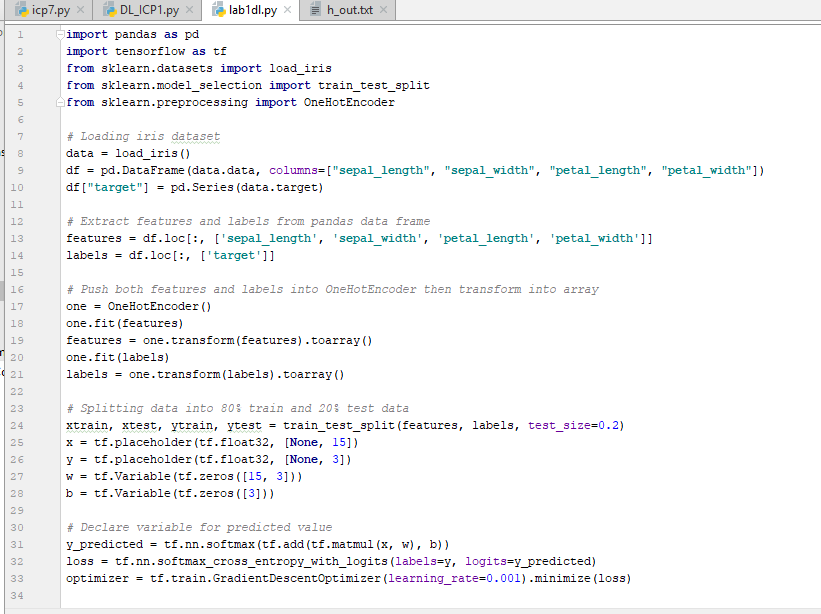 icp7.py DL_ICP1.py lab1dl.py h_out.txt
1 import pandas as pd
2 import tensorflow as tf
3 from sklearn.datasets import load_iris
4 from sklearn.model_selection import train_test_split
5 from sklearn.preprocessing import OneHotEncoder
6
7 # Loading iris dataset
8 data = load_iris()
9 df = pd.DataFrame(data.data, columns=["sepal_length", "sepal_width", "petal_length", "petal_width"])
10 df["target"] = pd.Series(data.target)
11
12 # Extract features and labels from pandas data frame
13 features = df.loc[:, ['sepal_length', 'sepal_width', 'petal_length', 'petal_width']]
14 labels = df.loc[:, ['target']]
15
16 # Push both features and labels into OneHotEncoder then transform into array
17 one = OneHotEncoder()
18 one.fit(features)
19 features = one.transform(features).toarray()
20 one.fit(labels)
21 labels = one.transform(labels).toarray()
22
23 # Splitting data into 80% train and 20% test data
24 xtrain, xtest, ytrain, ytest = train_test_split(features, labels, test_size=0.2)
25 x = tf.placeholder(tf.float32, [None, 15])
26 y = tf.placeholder(tf.float32, [None, 3])
27 w = tf.Variable(tf.zeros([15, 3]))
28 b = tf.Variable(tf.zeros([3]))
29
30 # Declare variable for predicted value
31 y_predicted = tf.nn.softmax(tf.add(tf.matmul(x, w), b))
32 loss = tf.nn.softmax_cross_entropy_with_logits(labels=y, logits=y_predicted)
33 optimizer = tf.train.GradientDescentOptimizer(learning_rate=0.001).minimize(loss)
34